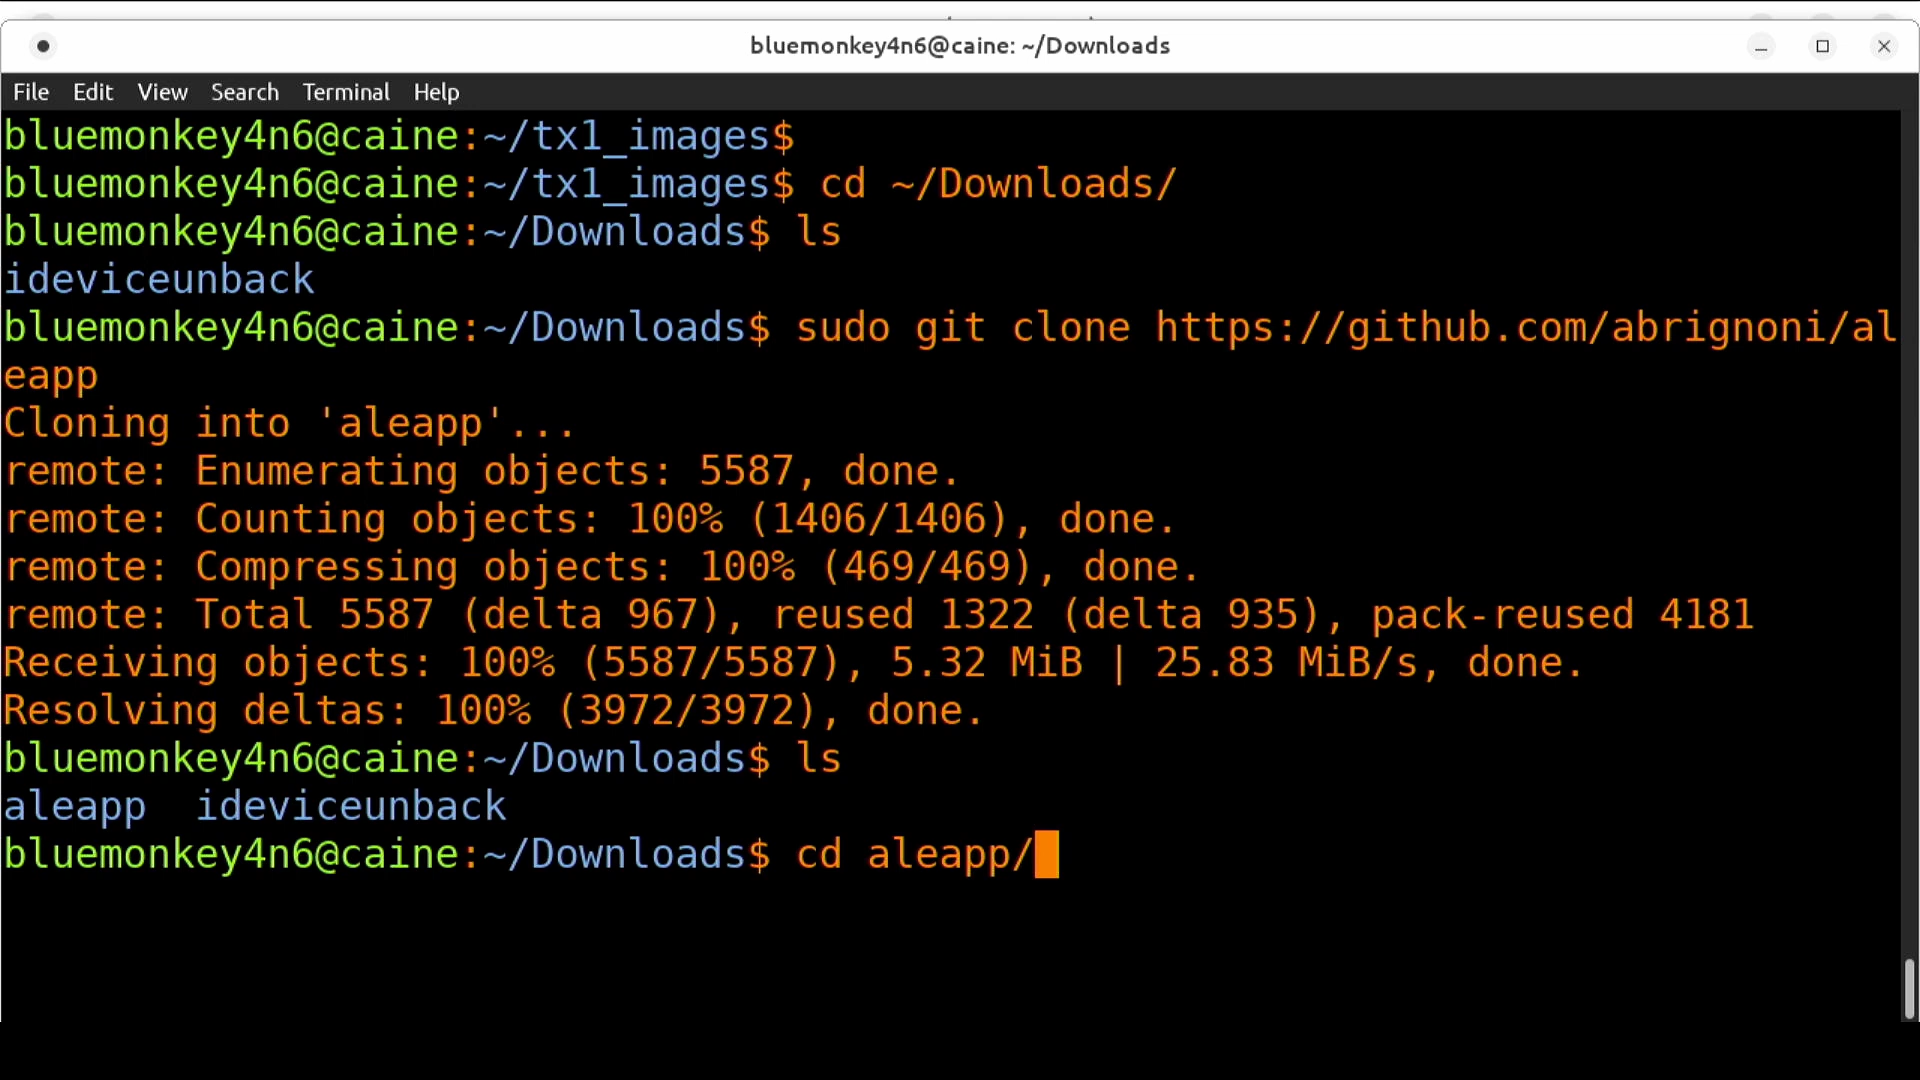 bluemonkey4n6@caine: ~/Downloads
File Edit View Search Terminal Help
bluemonkey4n6@caine:~/tx1_images$
bluemonkey4n6@caine:~/tx1_images$ cd ~/Downloads/
bluemonkey4n6@caine:~/Downloads$ ls
ideviceunback
bluemonkey4n6@caine:~/Downloads$ sudo git clone https://github.com/abrignoni/al
eapp
Cloning into 'aleapp'...
remote: Enumerating objects: 5587, done.
remote: Counting objects: 100% (1406/1406), done.
remote: Compressing objects: 100% (469/469), done.
remote: Total 5587 (delta 967), reused 1322 (delta 935), pack-reused 4181
Receiving objects: 100% (5587/5587), 5.32 MiB | 25.83 MiB/s, done.
Resolving deltas: 100% (3972/3972), done.
bluemonkey4n6@caine:~/Downloads$ ls
aleapp  ideviceunback
bluemonkey4n6@caine:~/Downloads$ cd aleapp/